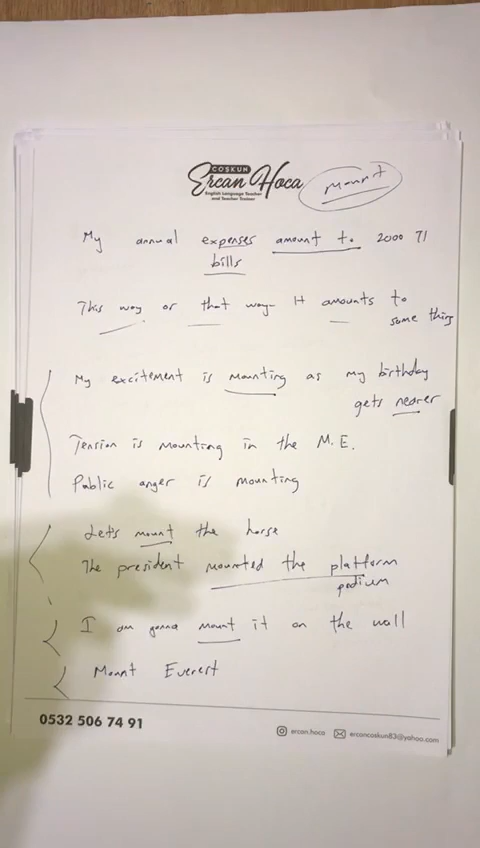 COSKUN
Ercan Hoca
English Language Teacher
and Teacher Trainer
mount
My annual expenses amount to 2000 Tl
bills
This way or that way It amounts to
some thing
My excitement is mounting as my birthday
gets nearer
Tension is mounting in the M.E.
Public anger is mounting
Let's mount the horse
The president mounted the platform
podium
I am gonna mount it on the wall
Mount Everest
0532 506 74 91
ercan.hoca
ercancoskun83@yahoo.com